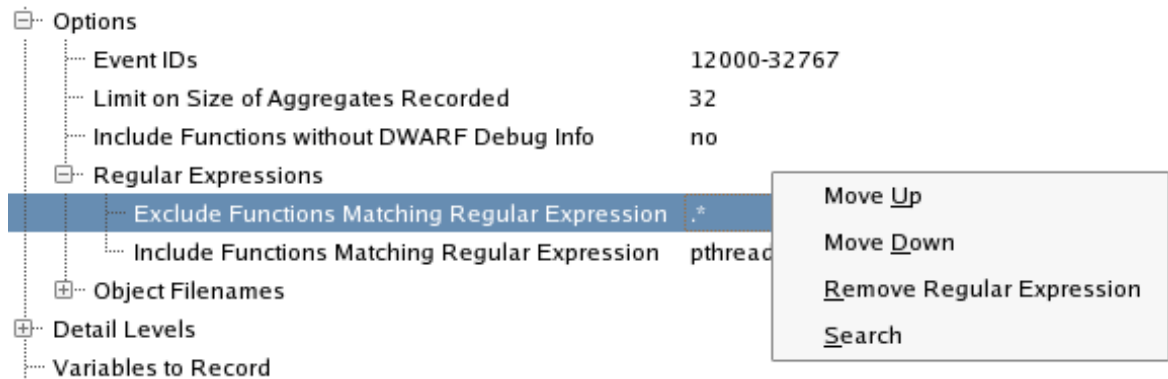 Options
Event IDs 12000-32767
Limit on Size of Aggregates Recorded 32
Include Functions without DWARF Debug Info no
Regular Expressions
Exclude Functions Matching Regular Expression .*
Include Functions Matching Regular Expression pthread
Object Filenames
Detail Levels
Variables to Record
Move Up
Move Down
Remove Regular Expression
Search